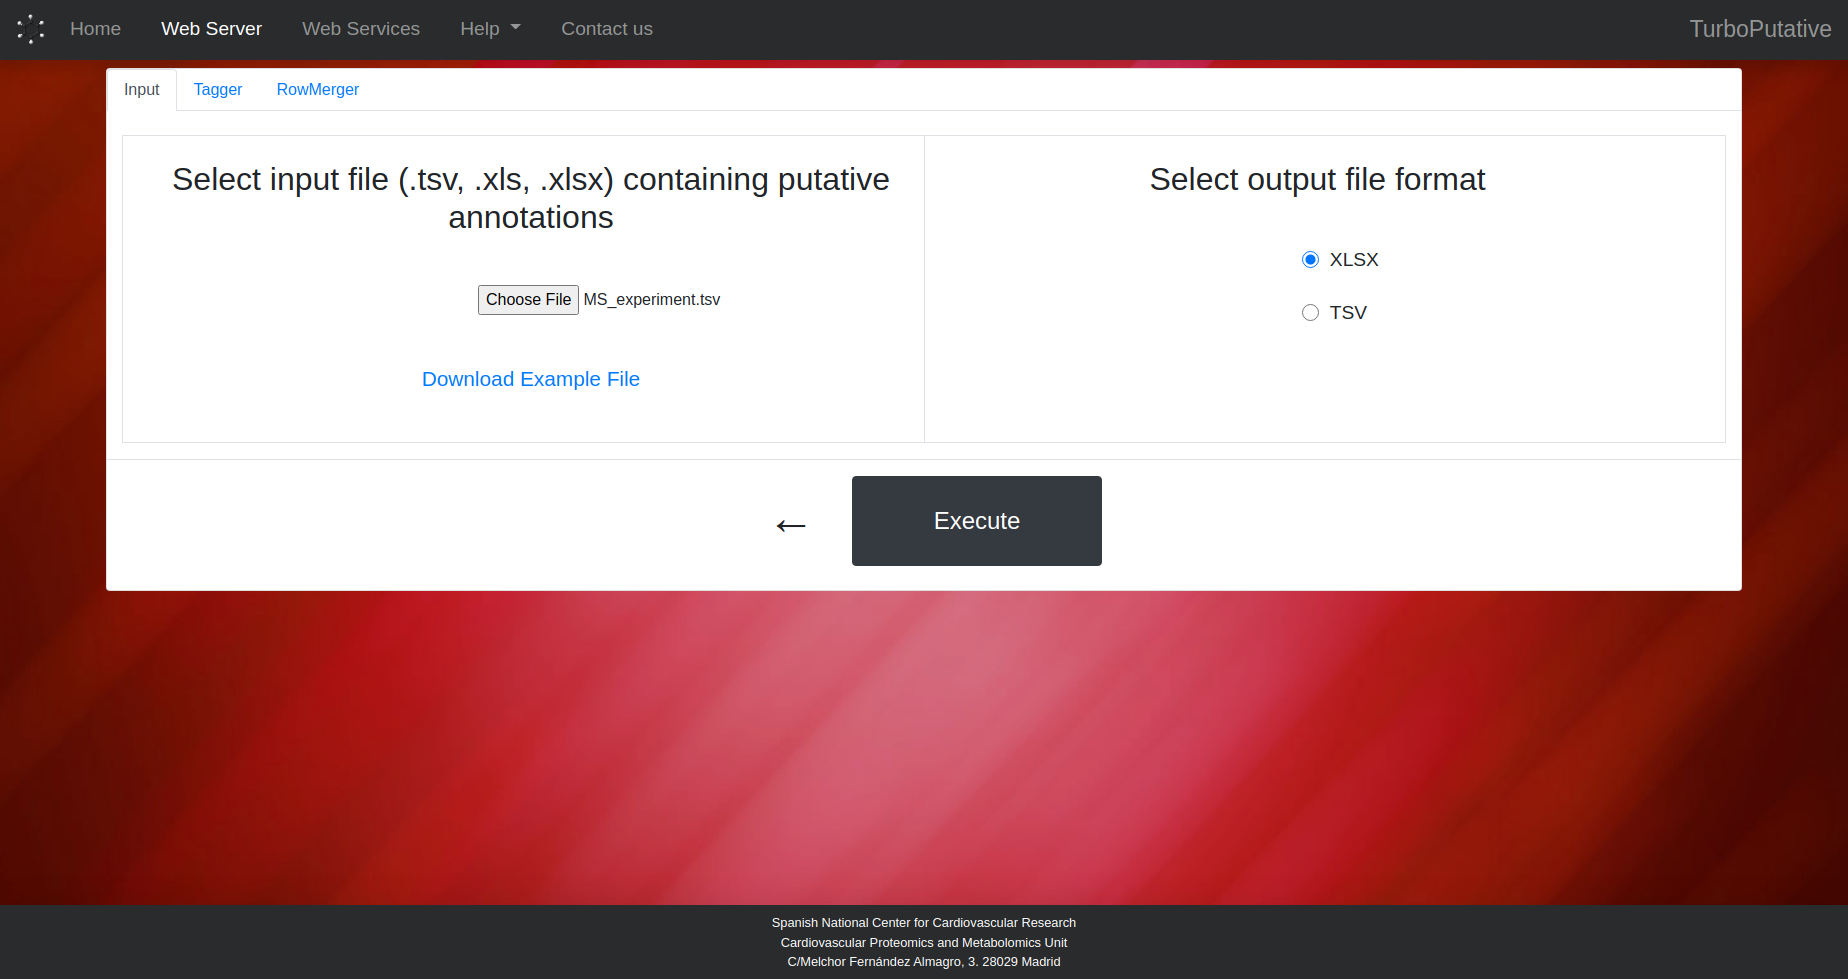 Home Web Server Web Services Help Contact us TurboPutative
Input Tagger RowMerger
Select input file (.tsv, .xls, .xlsx) containing putative
annotations
Choose File MS_experiment.tsv
Download Example File
Select output file format
XLSX
TSV
← Execute
Spanish National Center for Cardiovascular Research
Cardiovascular Proteomics and Metabolomics Unit
C/Melchor Fernández Almagro, 3. 28029 Madrid